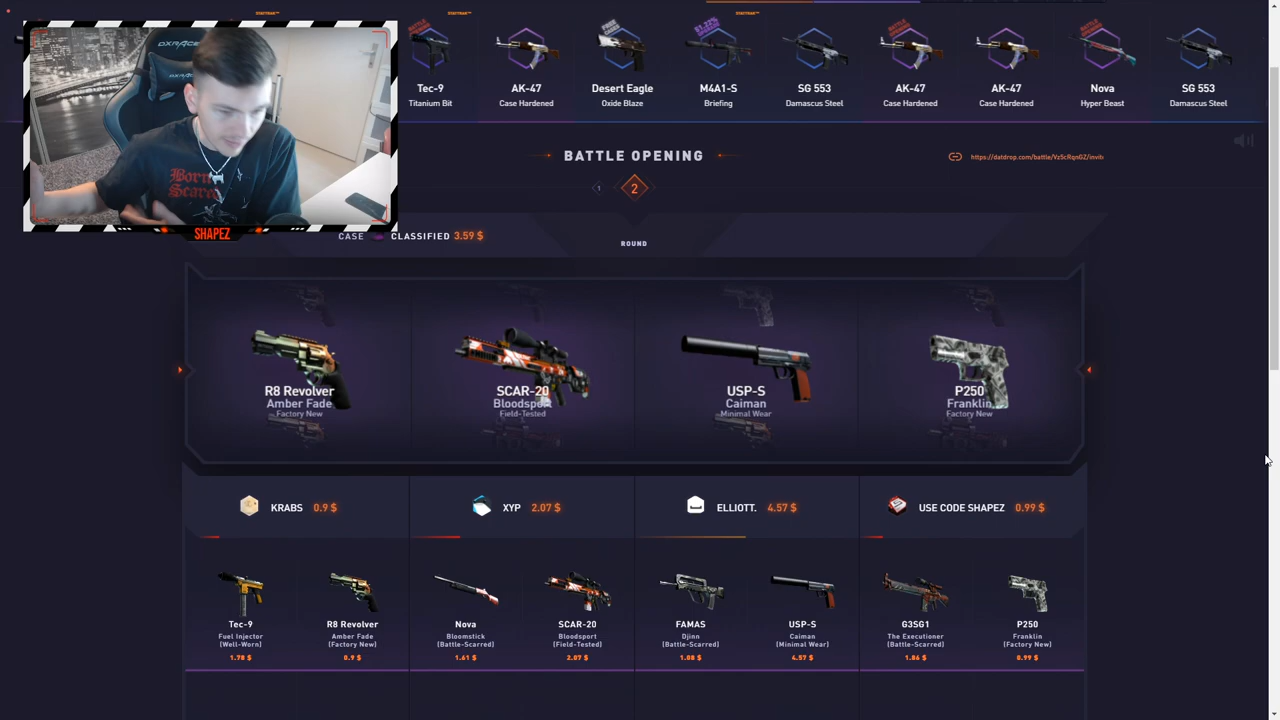 Tec-9
Titanium Bit
AK-47
Case Hardened
Desert Eagle
Oxide Blaze
M4A1-S
Briefing
SG 553
Damascus Steel
AK-47
Case Hardened
AK-47
Case Hardened
Nova
Hyper Beast
SG 553
Damascus Steel
DXRACER
Born
Scared
SHAPEZ
BATTLE OPENING
https://datdrop.com/battle/VzScRqnGZ/invite
1
2
CASE CLASSIFIED 3.59 $
ROUND
R8 Revolver
Amber Fade
Factory New
SCAR-20
Bloodsport
Field-Tested
USP-S
Caiman
Minimal Wear
P250
Franklin
Factory New
KRABS 0.9 $
XYP 2.07 $
ELLIOTT. 4.57 $
USE CODE SHAPEZ 0.99 $
Tec-9
Fuel Injector
(Well-Worn)
1.78 $
R8 Revolver
Amber Fade
(Factory New)
0.9 $
Nova
Bloomstick
(Battle-Scarred)
1.61 $
SCAR-20
Bloodsport
(Field-Tested)
2.07 $
FAMAS
Djinn
(Battle-Scarred)
1.08 $
USP-S
Caiman
(Minimal Wear)
4.57 $
G3SG1
The Executioner
(Battle-Scarred)
1.86 $
P250
Franklin
(Factory New)
0.99 $